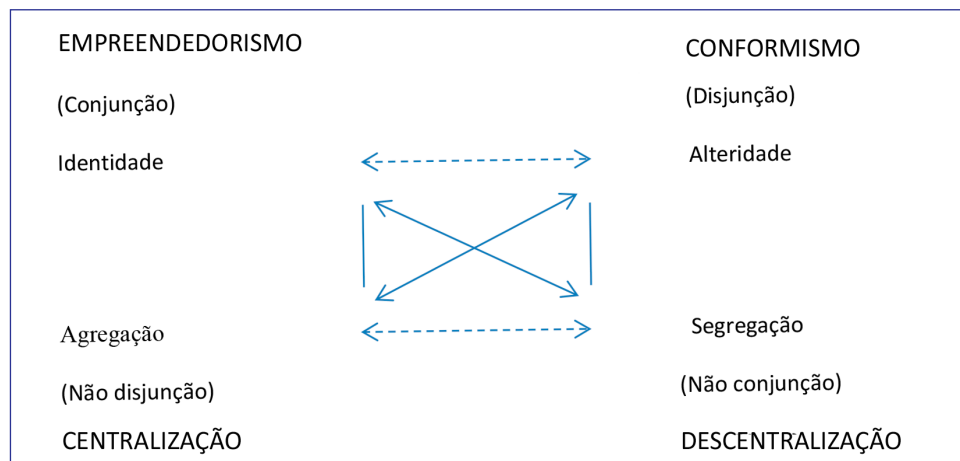 EMPREENDEDORISMO
(Conjunção)
Identidade
CONFORMISMO
(Disjunção)
Alteridade
Agregação
(Não disjunção)
CENTRALIZAÇÃO
Segregação
(Não conjunção)
DESCENTRALIZAÇÃO